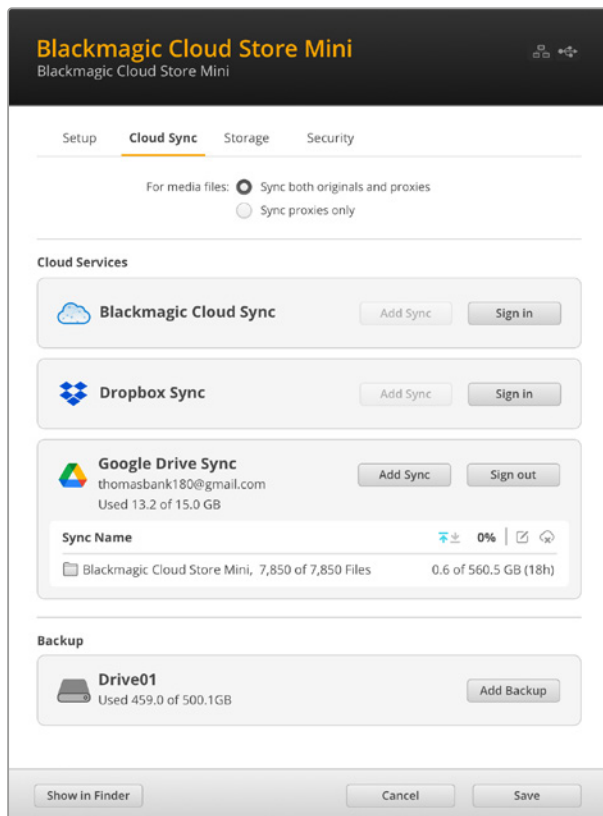 Blackmagic Cloud Store Mini
Blackmagic Cloud Store Mini
Setup Cloud Sync Storage Security
For media files: Sync both originals and proxies
Sync proxies only
Cloud Services
Blackmagic Cloud Sync Add Sync Sign in
Dropbox Sync Add Sync Sign in
Google Drive Sync
thomasbank180@gmail.com
Used 13.2 of 15.0 GB
Add Sync Sign out
Sync Name 0%
Blackmagic Cloud Store Mini, 7,850 of 7,850 Files 0.6 of 560.5 GB (18h)
Backup
Drive01
Used 459.0 of 500.1GB
Add Backup
Show in Finder Cancel Save